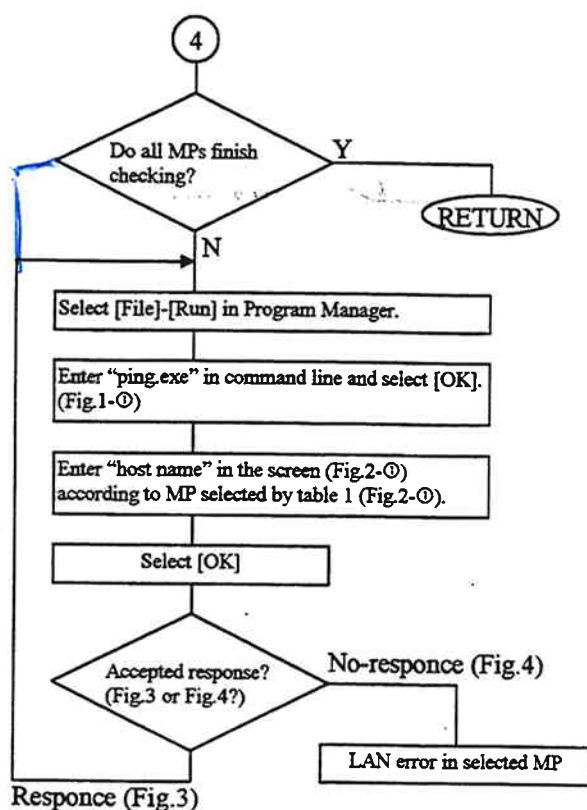 4
Do all MPs finish
checking?
Y
RETURN
N
Select [File]-[Run] in Program Manager.
Enter “ping.exe” in command line and select [OK].
(Fig.1-①)
Enter “host name” in the screen (Fig.2-①)
according to MP selected by table 1 (Fig.2-①).
Select [OK]
Accepted response?
(Fig.3 or Fig.4?)
No-responce (Fig.4)
LAN error in selected MP
Responce (Fig.3)